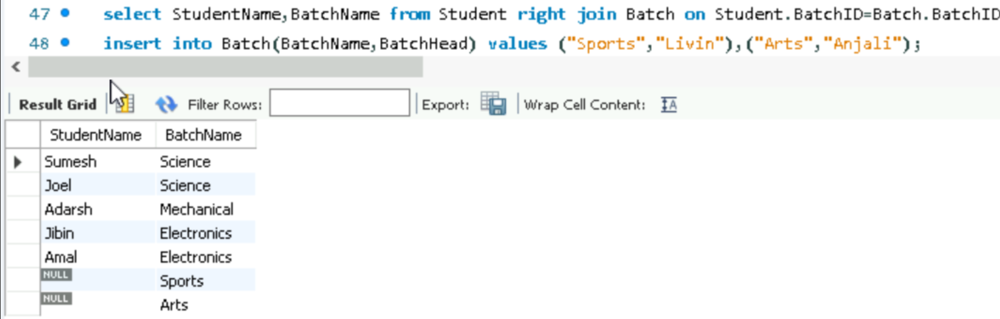 47 select StudentName,BatchName from Student right join Batch on Student.BatchID=Batch.BatchID
48 insert into Batch(BatchName,BatchHead) values ("Sports","Livin"),("Arts","Anjali");
Result Grid Filter Rows: Export: Wrap Cell Content: IA
StudentName BatchName
Sumesh Science
Joel Science
Adarsh Mechanical
Jibin Electronics
Amal Electronics
NULL Sports
NULL Arts